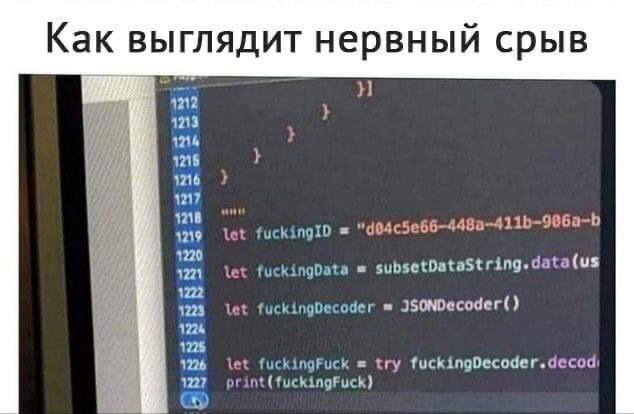 Как выглядит нервный срыв
1212 }]
1213 }
1214 }
1215 }
1216 }
1217
1218 """
1219 let fuckingID = "d04c5e66-448a-411b-906a-b
1220
1221 let fuckingData = subsetDataString.data(us
1222
1223 let fuckingDecoder = JSONDecoder()
1224
1225
1226 let fuckingFuck = try fuckingDecoder.decod
1227 print(fuckingFuck)